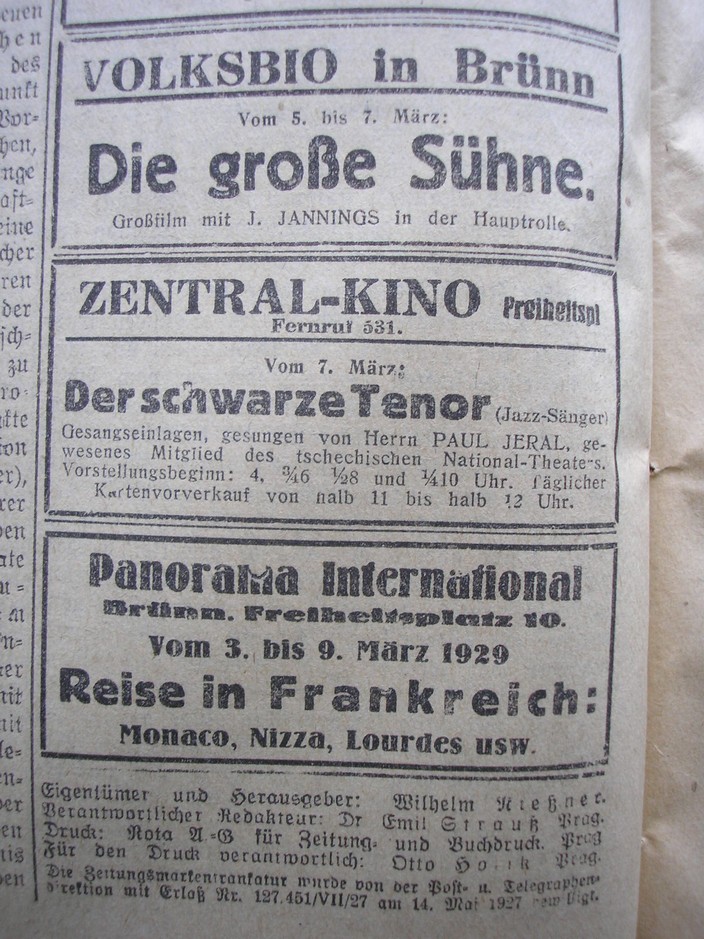 VOLKSBIO in Brünn
Vom 5. bis 7. März:
Die große Sühne.
Großfilm mit J. JANNINGS in der Hauptrolle.
ZENTRAL-KINO Freiheitspl
Fernruf 531.
Vom 7. März:
Der schwarze Tenor (Jazz-Sänger)
Gesangseinlagen, gesungen von Herrn PAUL JERAL, ge-
wesenes Mitglied des tschechischen National-Theaters.
Vorstellungsbeginn: 4, ¾6 ½8 und ¼10 Uhr. Täglicher
Kartenvorverkauf von halb 11 bis halb 12 Uhr.
Panorama International
Brünn. Freiheitsplatz 10.
Vom 3. bis 9. März 1929
Reise in Frankreich:
Monaco, Nizza, Lourdes usw.
Eigentümer und Herausgeber: Wilhelm Nießner.
Verantwortlicher Redakteur: Dr Emil Strauß Prag.
Druck: Rota A-G für Zeitung- und Buchdruck. Prag
Für den Druck verantwortlich: Otto Prag.
Die Zeitungsmarkenfrankatur wurde von der Post- u. Telegraphen-
direktion mit Erlaß Nr. 127.451/VII/27 am 14. Mai 1927